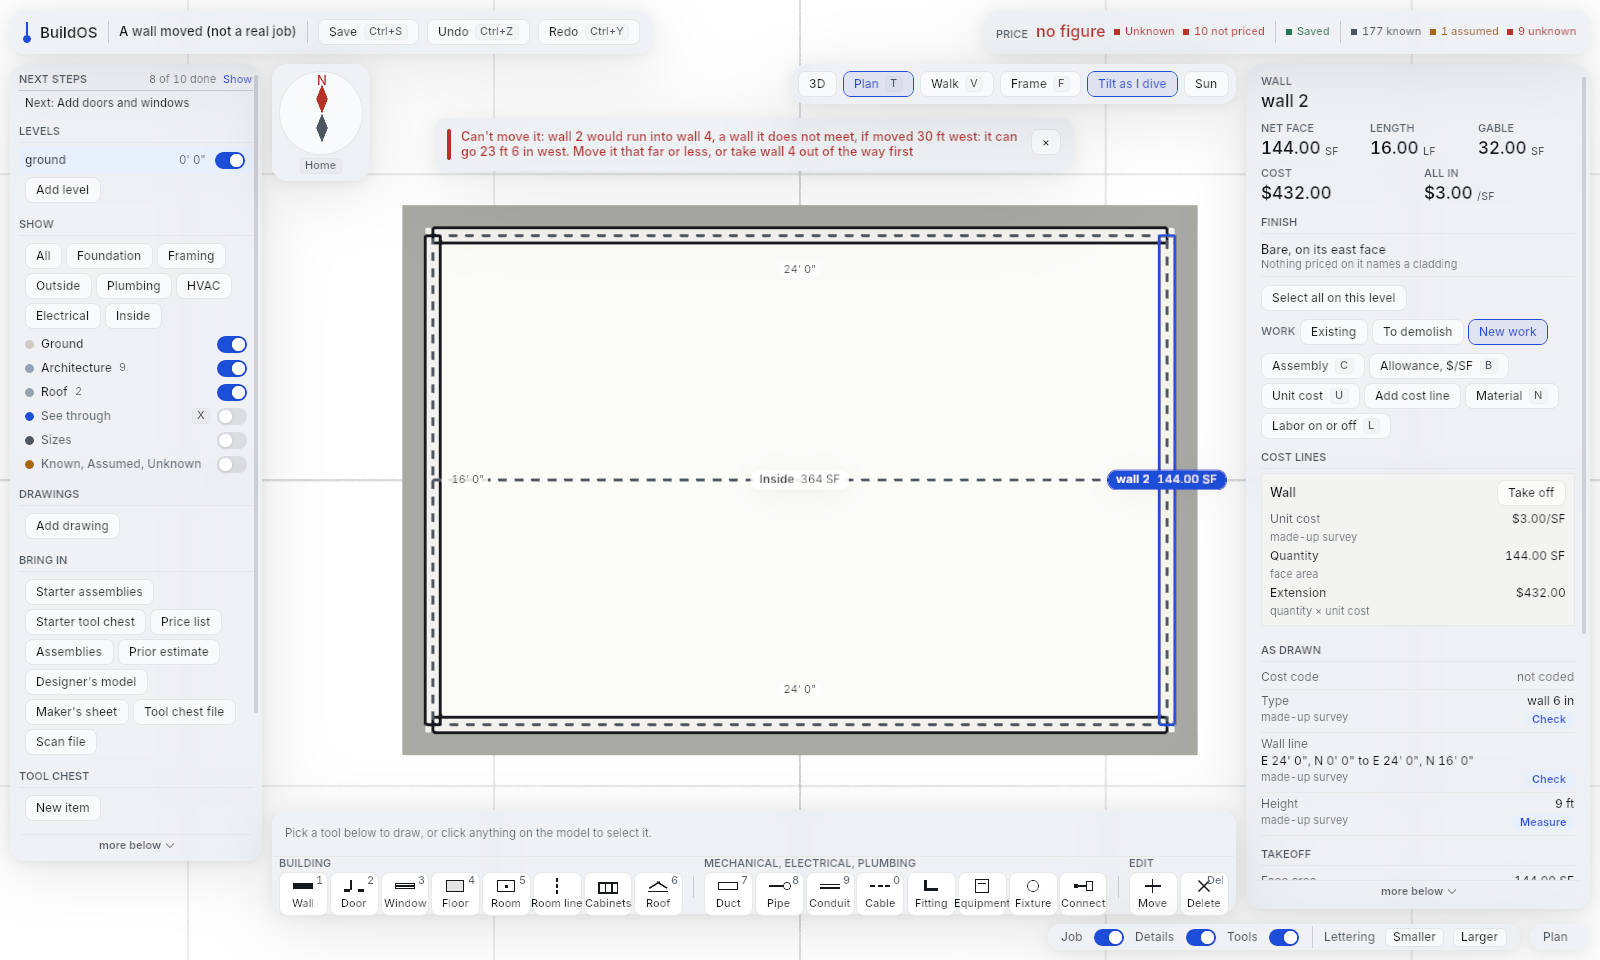 BuildOS
A wall moved (not a real job)
Save Ctrl+S
Undo Ctrl+Z
Redo Ctrl+Y
PRICE no figure
Unknown
10 not priced
Saved
177 known
1 assumed
9 unknown
NEXT STEPS 8 of 10 done Show
Next: Add doors and windows
LEVELS
ground 0' 0"
Add level
SHOW
All Foundation Framing
Outside Plumbing HVAC
Electrical Inside
Ground
Architecture 9
Roof 2
See through X
Sizes
Known, Assumed, Unknown
DRAWINGS
Add drawing
BRING IN
Starter assemblies
Starter tool chest Price list
Assemblies Prior estimate
Designer's model
Maker's sheet Tool chest file
Scan file
TOOL CHEST
New item
more below
N
Home
3D
Plan T
Walk V
Frame F
Tilt as I dive
Sun
Can't move it: wall 2 would run into wall 4, a wall it does not meet, if moved 30 ft west: it can
go 23 ft 6 in west. Move it that far or less, or take wall 4 out of the way first
×
24' 0"
16' 0"
Inside 364 SF
wall 2 144.00 SF
24' 0"
Pick a tool below to draw, or click anything on the model to select it.
BUILDING
Wall 1
Door 2
Window 3
Floor 4
Room 5
Room line
Cabinets
Roof 6
MECHANICAL, ELECTRICAL, PLUMBING
Duct 7
Pipe 8
Conduit 9
Cable 0
Fitting
Equipment
Fixture
Connect
EDIT
Move
Delete Del
WALL
wall 2
NET FACE LENGTH GABLE
144.00 SF 16.00 LF 32.00 SF
COST ALL IN
$432.00 $3.00 /SF
FINISH
Bare, on its east face
Nothing priced on it names a cladding
Select all on this level
WORK Existing To demolish New work
Assembly C Allowance, $/SF B
Unit cost U Add cost line Material N
Labor on or off L
COST LINES
Wall Take off
Unit cost $3.00/SF
made-up survey
Quantity 144.00 SF
face area
Extension $432.00
quantity × unit cost
AS DRAWN
Cost code not coded
Type wall 6 in
made-up survey Check
Wall line
E 24' 0", N 0' 0" to E 24' 0", N 16' 0"
made-up survey Check
Height 9 ft
made-up survey Measure
TAKEOFF
Face area 144.00 SF
more below
Job Details Tools
Lettering Smaller Larger
Plan